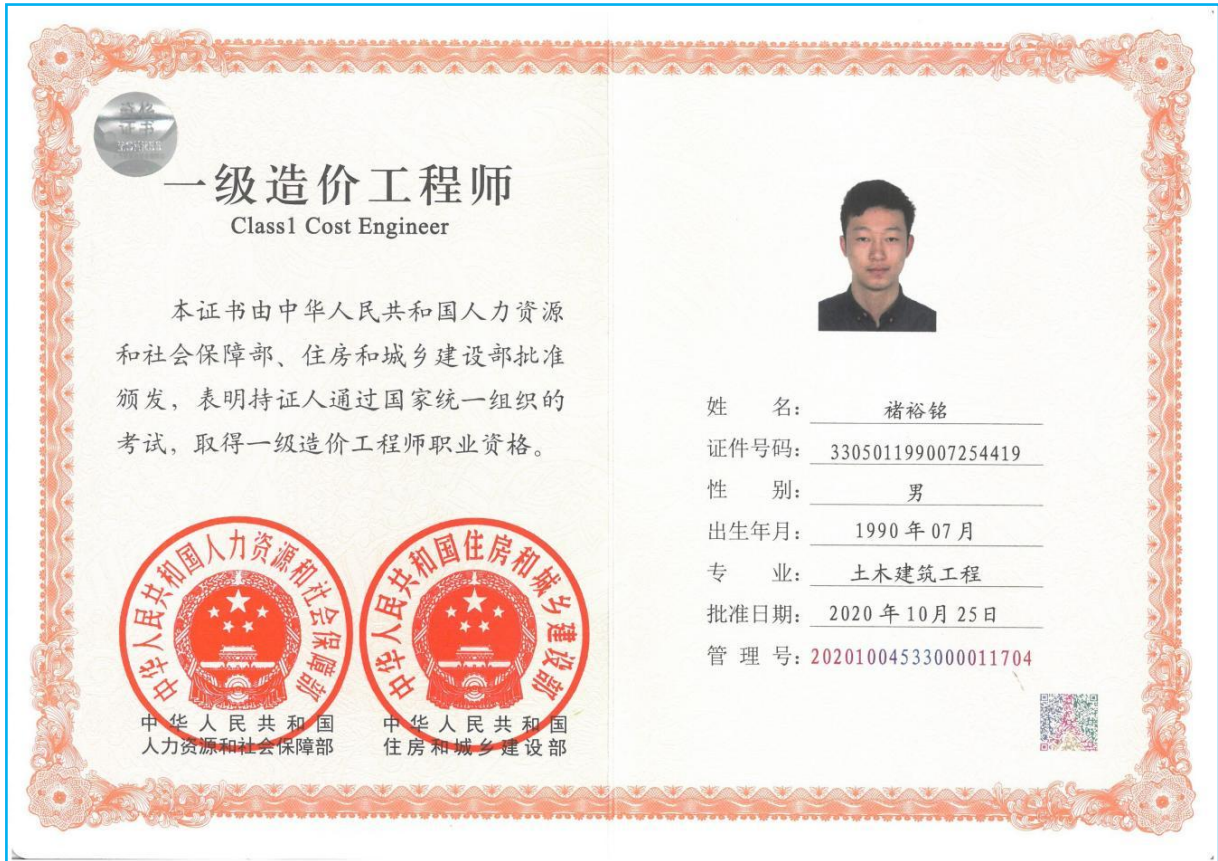 资格
证书
一级造价工程师
Class1 Cost Engineer
本证书由中华人民共和国人力资源
和社会保障部、住房和城乡建设部批准
颁发，表明持证人通过国家统一组织的
考试，取得一级造价工程师职业资格。
中华人民共和国人力资源和社会保障部
中华人民共和国住房和城乡建设部
中华人民共和国
人力资源和社会保障部
中华人民共和国
住房和城乡建设部
姓 名： 褚裕铭
证件号码： 330501199007254419
性 别： 男
出生年月： 1990年07月
专 业： 土木建筑工程
批准日期： 2020年10月25日
管 理 号：20201004533000011704